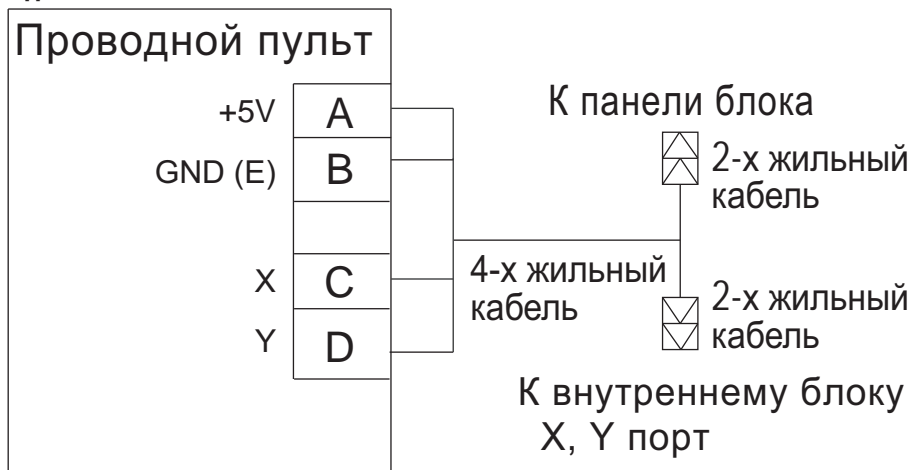 Проводной пульт
+5V A
GND (E) B
X C
Y D
К панели блока
2-х жильный
кабель
4-х жильный
кабель
2-х жильный
кабель
К внутреннему блоку
X, Y порт